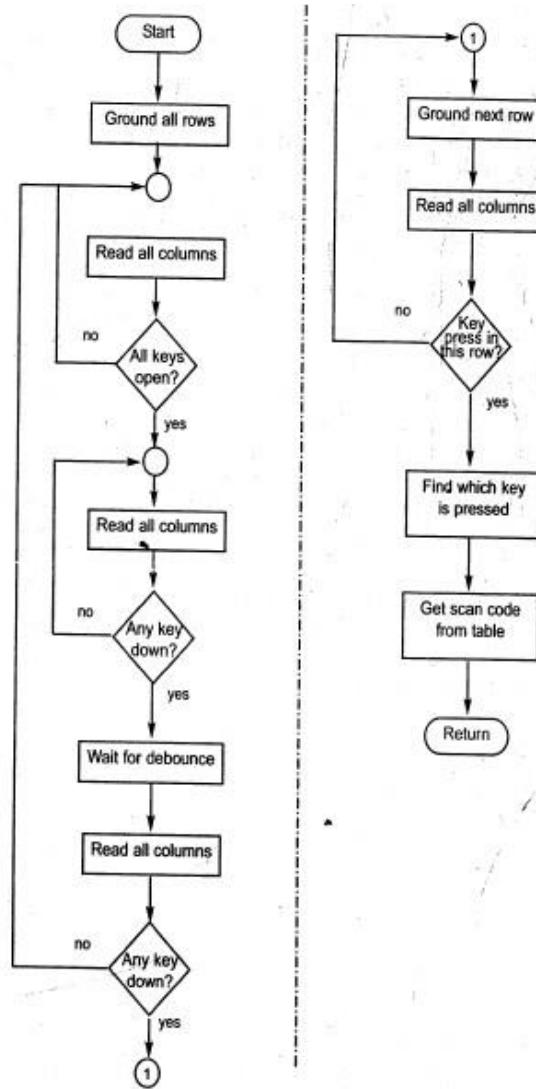 Start
Ground all rows
Read all columns
no
All keys
open?
yes
Read all columns
no
Any key
down?
yes
Wait for debounce
Read all columns
no
Any key
down?
yes
1
1
Ground next row
Read all columns
no
Key
press in
this row?
yes
Find which key
is pressed
Get scan code
from table
Return